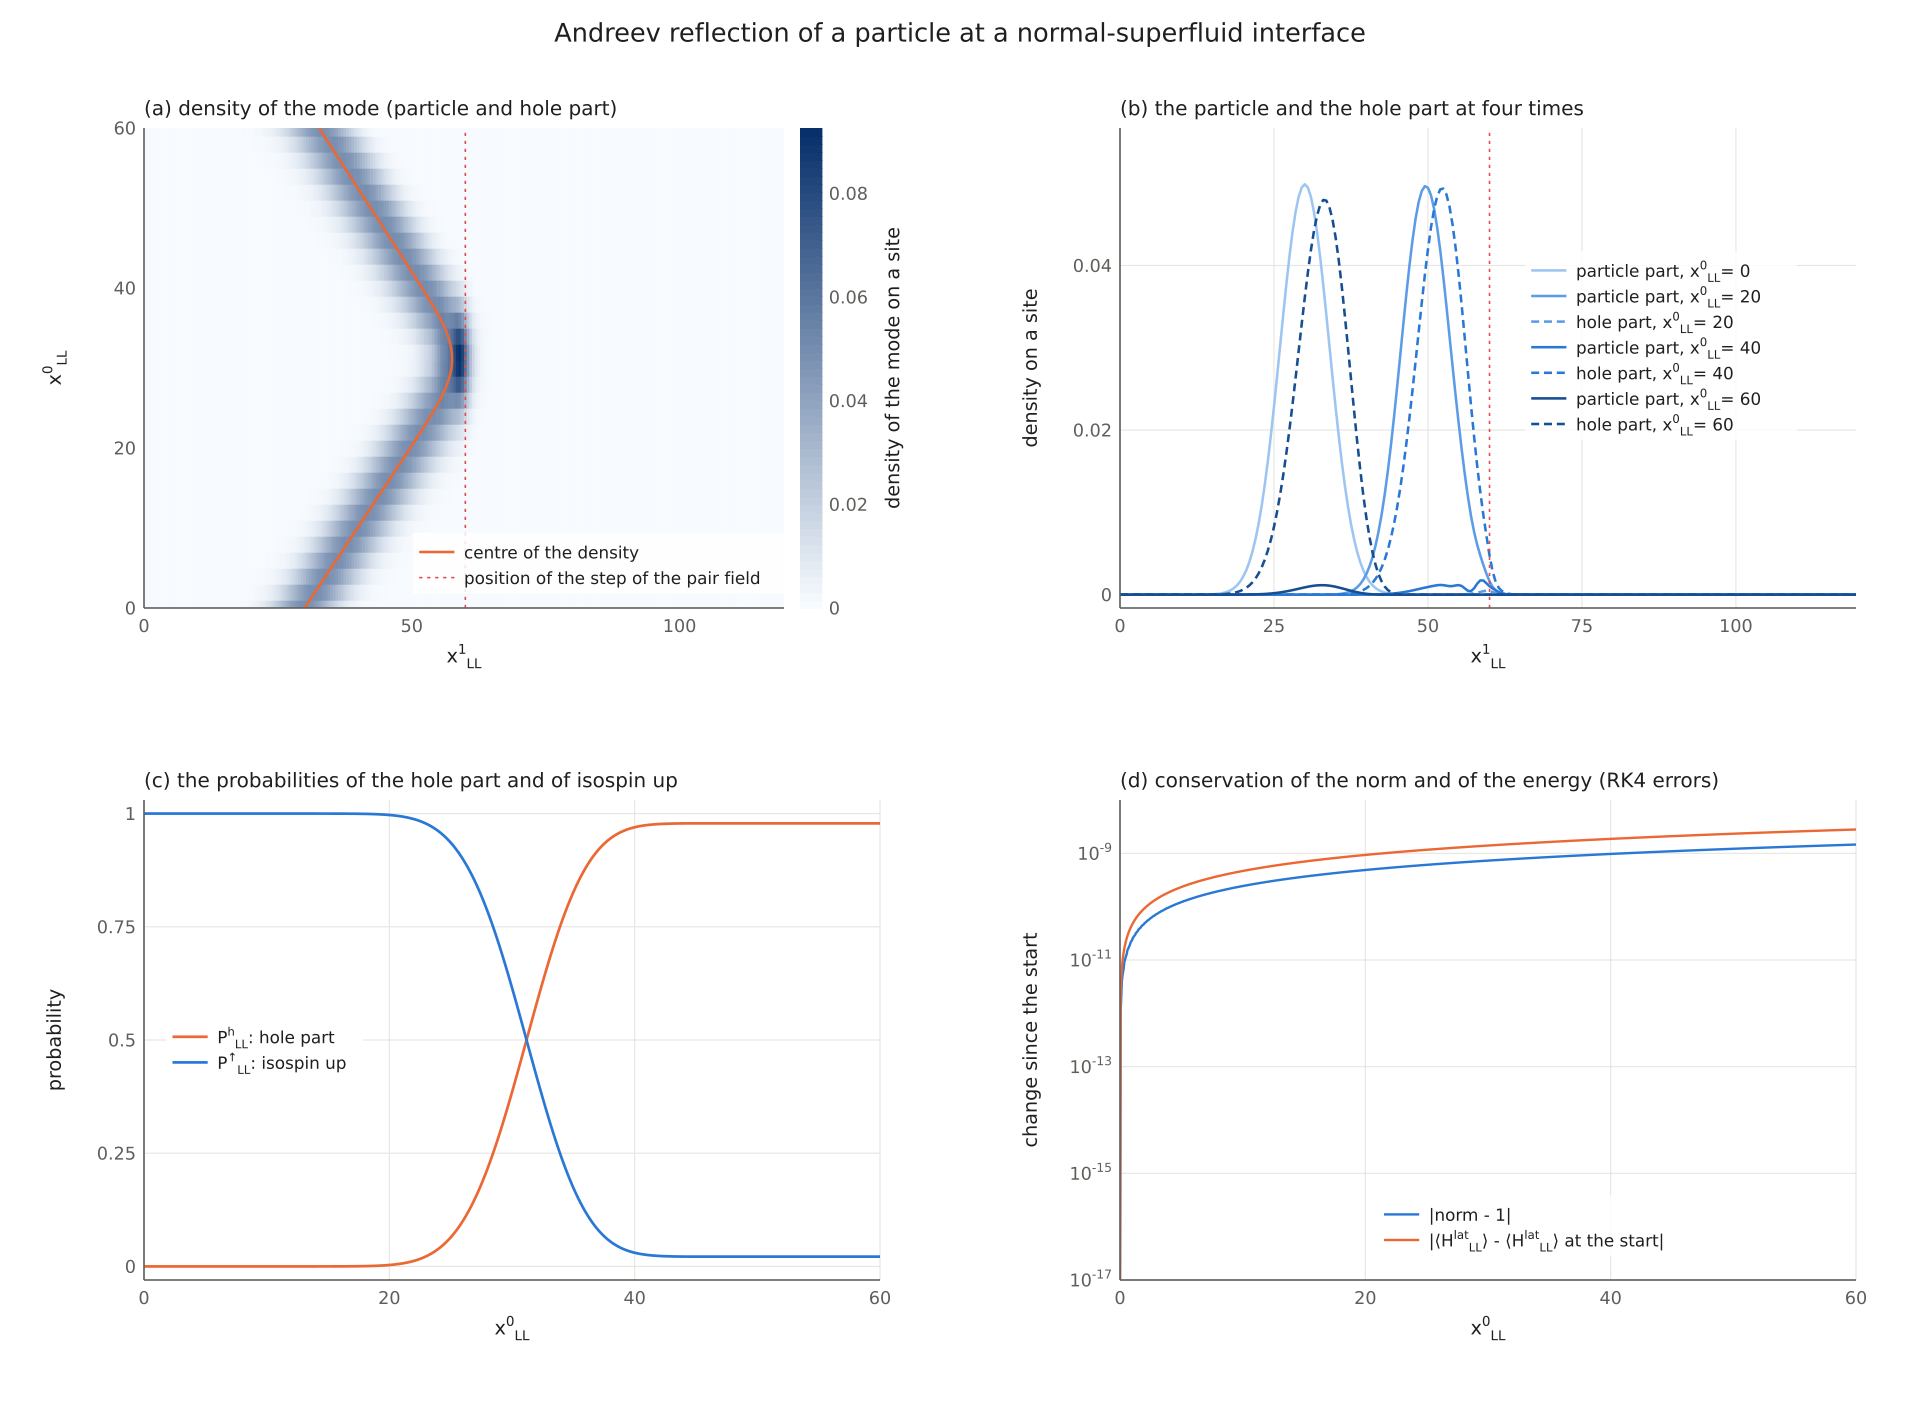 Andreev reflection of a particle at a normal-superfluid interface
(a) density of the mode (particle and hole part)
60
40
20
0
x⁰LL
0
50
100
x¹LL
centre of the density
position of the step of the pair field
0.08
0.06
0.04
0.02
0
density of the mode on a site
(b) the particle and the hole part at four times
0.04
0.02
0
density on a site
0
25
50
75
100
x¹LL
particle part, x⁰LL= 0
particle part, x⁰LL= 20
hole part, x⁰LL= 20
particle part, x⁰LL= 40
hole part, x⁰LL= 40
particle part, x⁰LL= 60
hole part, x⁰LL= 60
(c) the probabilities of the hole part and of isospin up
1
0.75
0.5
0.25
0
probability
0
20
40
60
x⁰LL
PʰLL: hole part
P↑LL: isospin up
(d) conservation of the norm and of the energy (RK4 errors)
10⁻⁹
10⁻¹¹
10⁻¹³
10⁻¹⁵
10⁻¹⁷
change since the start
0
20
40
60
x⁰LL
|norm - 1|
|⟨HˡᵃᵗLL⟩ - ⟨HˡᵃᵗLL⟩ at the start|